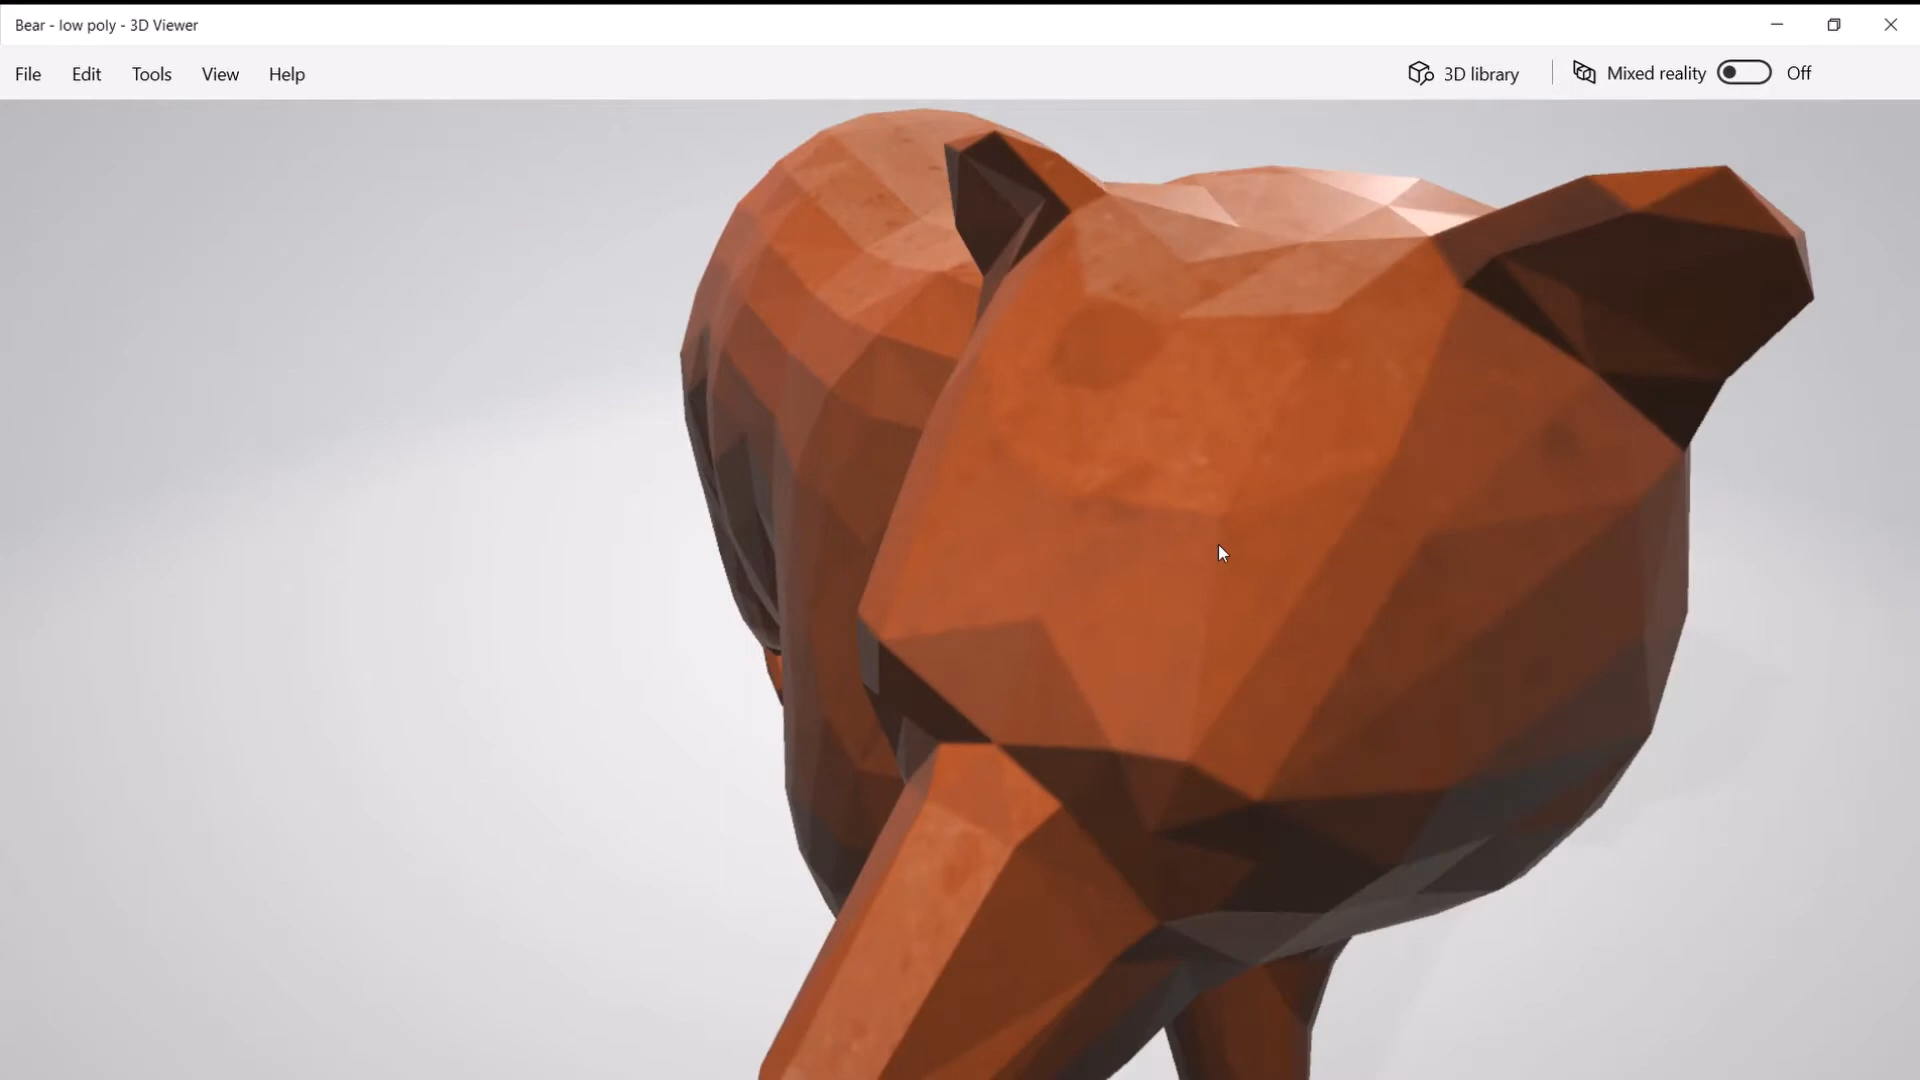 Bear - low poly - 3D Viewer
File Edit Tools View Help 3D library Mixed reality Off